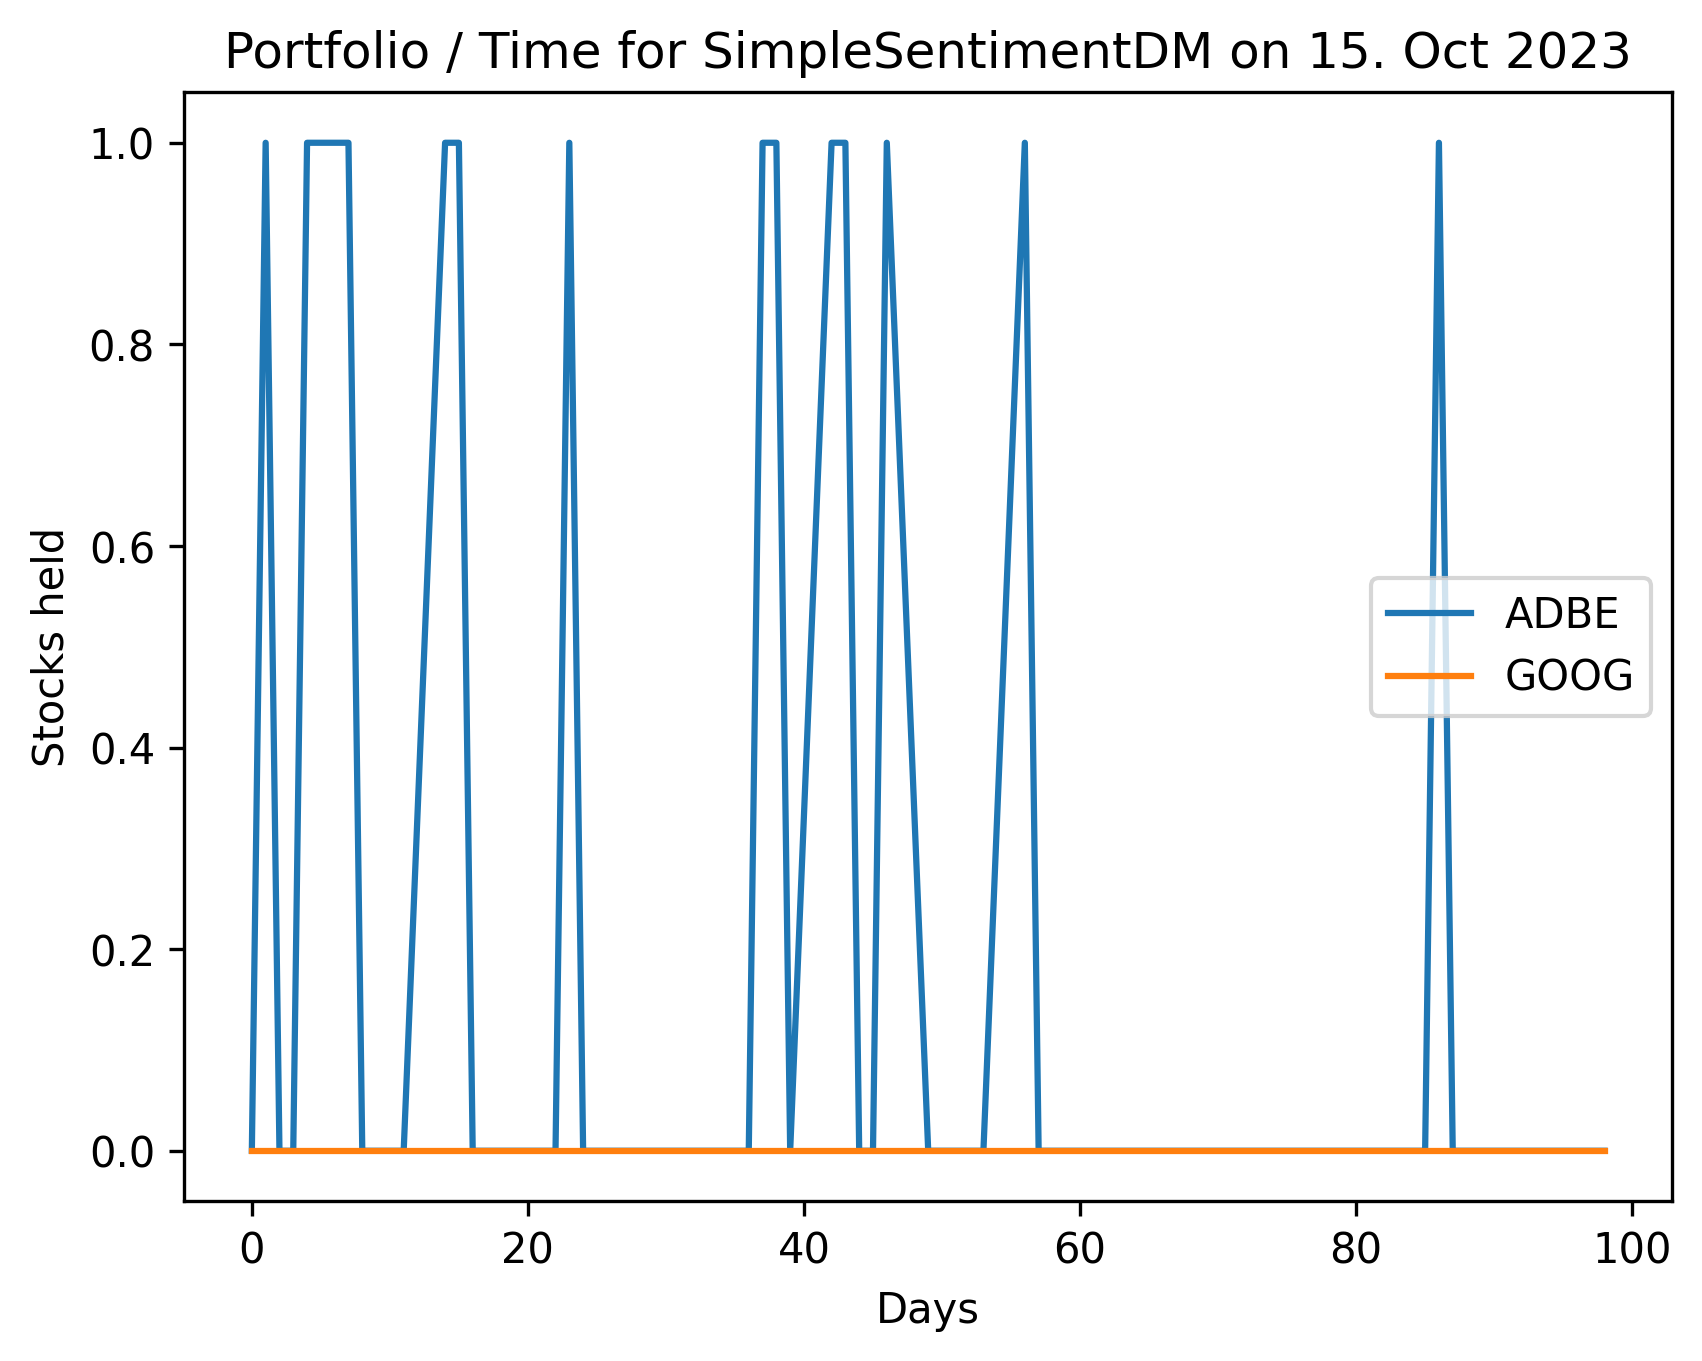 Portfolio / Time for SimpleSentimentDM on 15. Oct 2023
1.0
0.8
0.6
0.4
0.2
0.0
Stocks held
ADBE
GOOG
0 20 40 60 80 100
Days